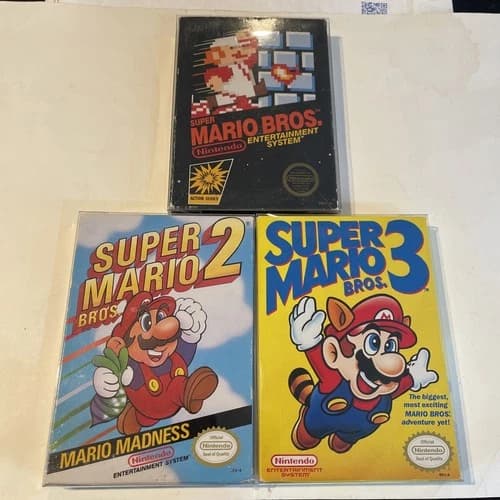 SUPER
MARIO BROS.
Nintendo
ENTERTAINMENT
SYSTEM
ACTION SERIES
SUPER
MARIO 2
BROS.
MARIO MADNESS
Nintendo
ENTERTAINMENT SYSTEM
Official
Nintendo
Seal of Quality
SUPER
MARIO 3
BROS.
The biggest,
most exciting
MARIO BROS.
adventure yet!
Nintendo
ENTERTAINMENT
SYSTEM
Official
Nintendo
Seal of Quality